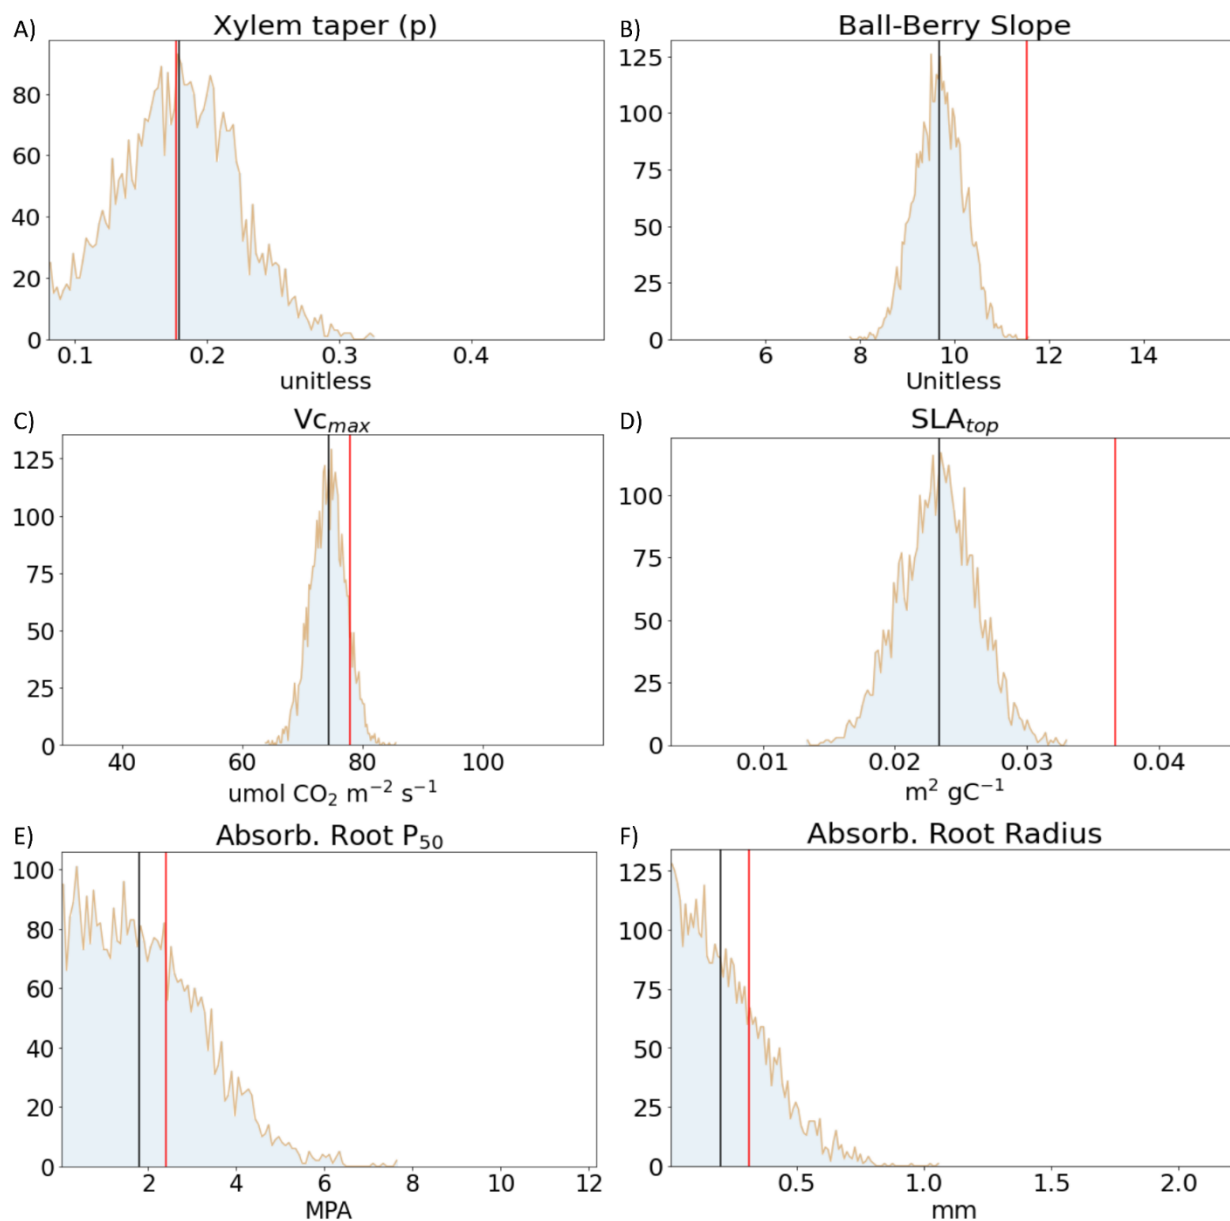 A) Xylem taper (p)
80
60
40
20
0
0.1 0.2 0.3 0.4
unitless
B) Ball-Berry Slope
125
100
75
50
25
0
6 8 10 12 14
Unitless
C) Vc_max
125
100
75
50
25
0
40 60 80 100
umol CO₂ m⁻² s⁻¹
D) SLA_top
100
75
50
25
0
0.01 0.02 0.03 0.04
m² gC⁻¹
E) Absorb. Root P₅₀
100
80
60
40
20
0
2 4 6 8 10 12
MPA
F) Absorb. Root Radius
125
100
75
50
25
0
0.5 1.0 1.5 2.0
mm